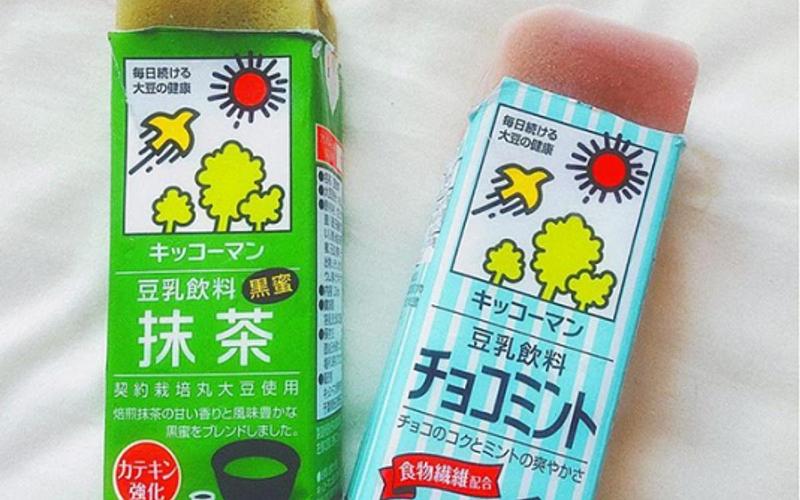 毎日続ける
大豆の健康
キッコーマン
豆乳飲料 黒蜜
抹茶
契約栽培丸大豆使用
焙煎抹茶の甘い香りと風味豊かな
黒蜜をブレンドしました。
カテキン
強化
毎日続ける
大豆の健康
キッコーマン
豆乳飲料
チョコミント
チョコのコクとミントの爽やかさ
食物繊維配合